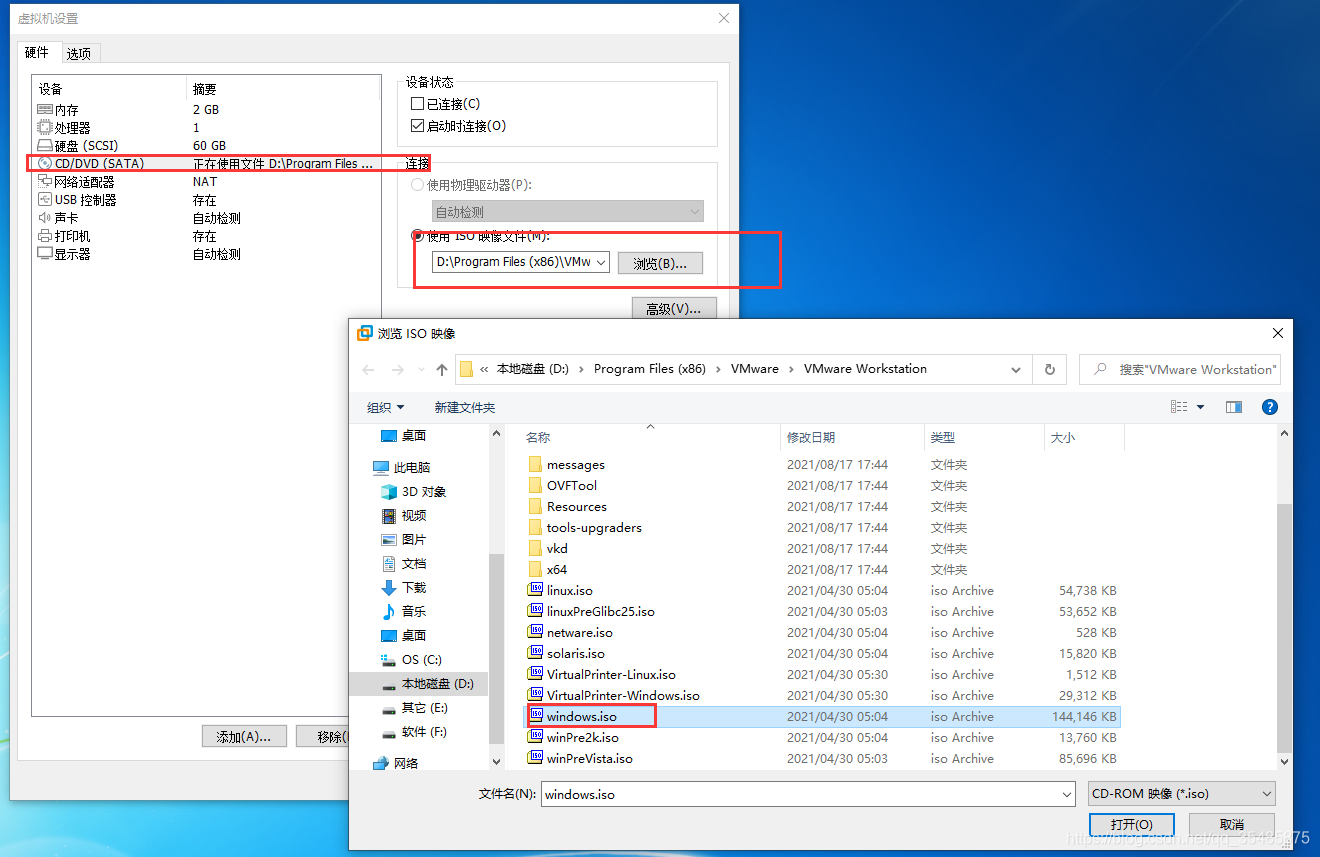 虚拟机设置
硬件 选项
设备 摘要
内存 2 GB
处理器 1
硬盘 (SCSI) 60 GB
CD/DVD (SATA) 正在使用文件 D:\Program Files ...
网络适配器 NAT
USB 控制器 存在
声卡 自动检测
打印机 存在
显示器 自动检测
添加(A)... 移除(
设备状态
已连接(C)
启动时连接(O)
连接
使用物理驱动器(P):
自动检测
使用 ISO 映像文件(M):
D:\Program Files (x86)\VMw 浏览(B)...
高级(V)...
浏览 ISO 映像
« 本地磁盘 (D:) › Program Files (x86) › VMware › VMware Workstation 搜索"VMware Workstation"
组织 新建文件夹
桌面
此电脑
3D 对象
视频
图片
文档
下载
音乐
桌面
OS (C:)
本地磁盘 (D:)
其它 (E:)
软件 (F:)
网络
名称 修改日期 类型 大小
messages 2021/08/17 17:44 文件夹
OVFTool 2021/08/17 17:44 文件夹
Resources 2021/08/17 17:44 文件夹
tools-upgraders 2021/08/17 17:44 文件夹
vkd 2021/08/17 17:44 文件夹
x64 2021/08/17 17:44 文件夹
linux.iso 2021/04/30 05:04 iso Archive 54,738 KB
linuxPreGlibc25.iso 2021/04/30 05:03 iso Archive 53,652 KB
netware.iso 2021/04/30 05:04 iso Archive 528 KB
solaris.iso 2021/04/30 05:04 iso Archive 15,820 KB
VirtualPrinter-Linux.iso 2021/04/30 05:30 iso Archive 1,512 KB
VirtualPrinter-Windows.iso 2021/04/30 05:30 iso Archive 29,312 KB
windows.iso 2021/04/30 05:04 iso Archive 144,146 KB
winPre2k.iso 2021/04/30 05:04 iso Archive 13,760 KB
winPreVista.iso 2021/04/30 05:03 iso Archive 85,696 KB
文件名(N): windows.iso CD-ROM 映像 (*.iso)
打开(O) 取消